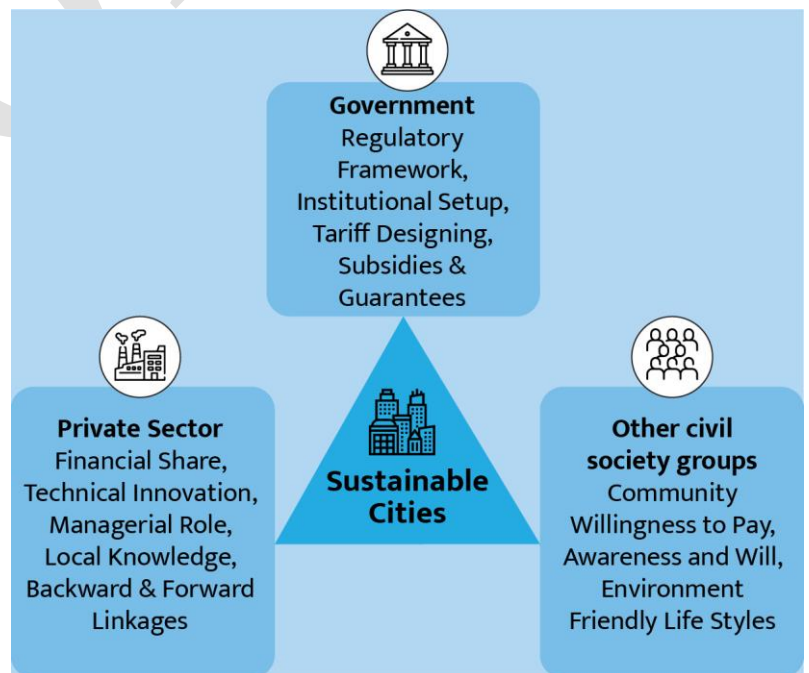 Government
Regulatory
Framework,
Institutional Setup,
Tariff Designing,
Subsidies &
Guarantees
Private Sector
Financial Share,
Technical Innovation,
Managerial Role,
Local Knowledge,
Backward & Forward
Linkages
Sustainable
Cities
Other civil
society groups
Community
Willingness to Pay,
Awareness and Will,
Environment
Friendly Life Styles